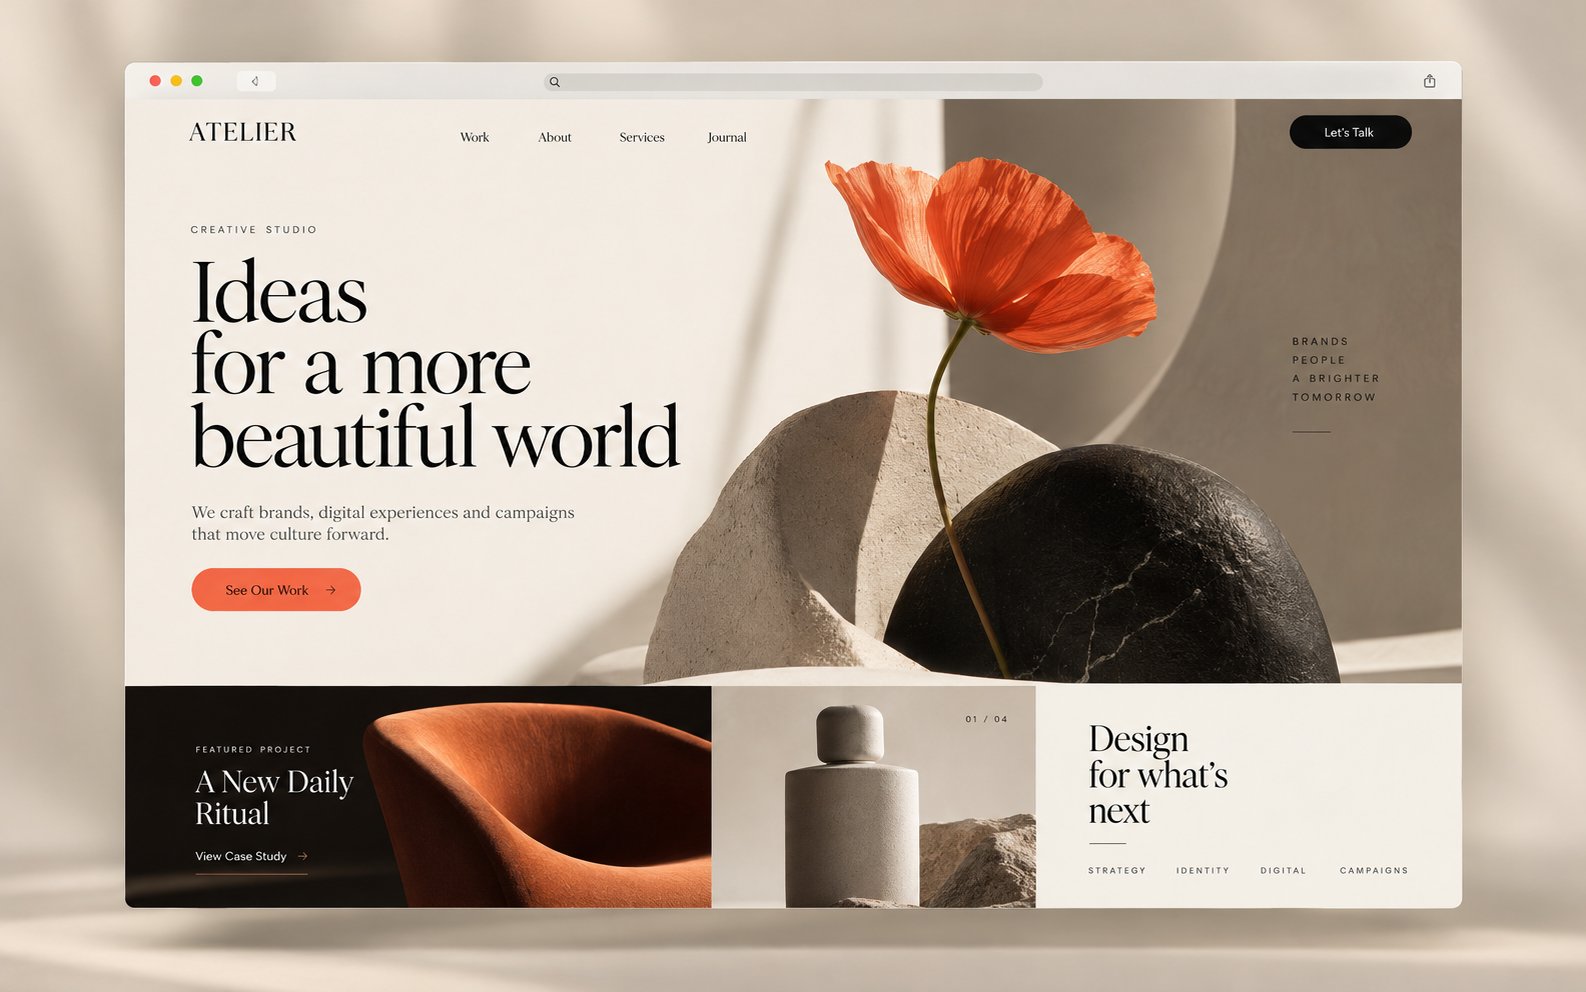 ATELIER
Work
About
Services
Journal
Let's Talk
CREATIVE STUDIO
Ideas
for a more
beautiful world
We craft brands, digital experiences and campaigns
that move culture forward.
See Our Work →
BRANDS
PEOPLE
A BRIGHTER
TOMORROW
FEATURED PROJECT
A New Daily
Ritual
View Case Study →
01 / 04
Design
for what's
next
STRATEGY
IDENTITY
DIGITAL
CAMPAIGNS